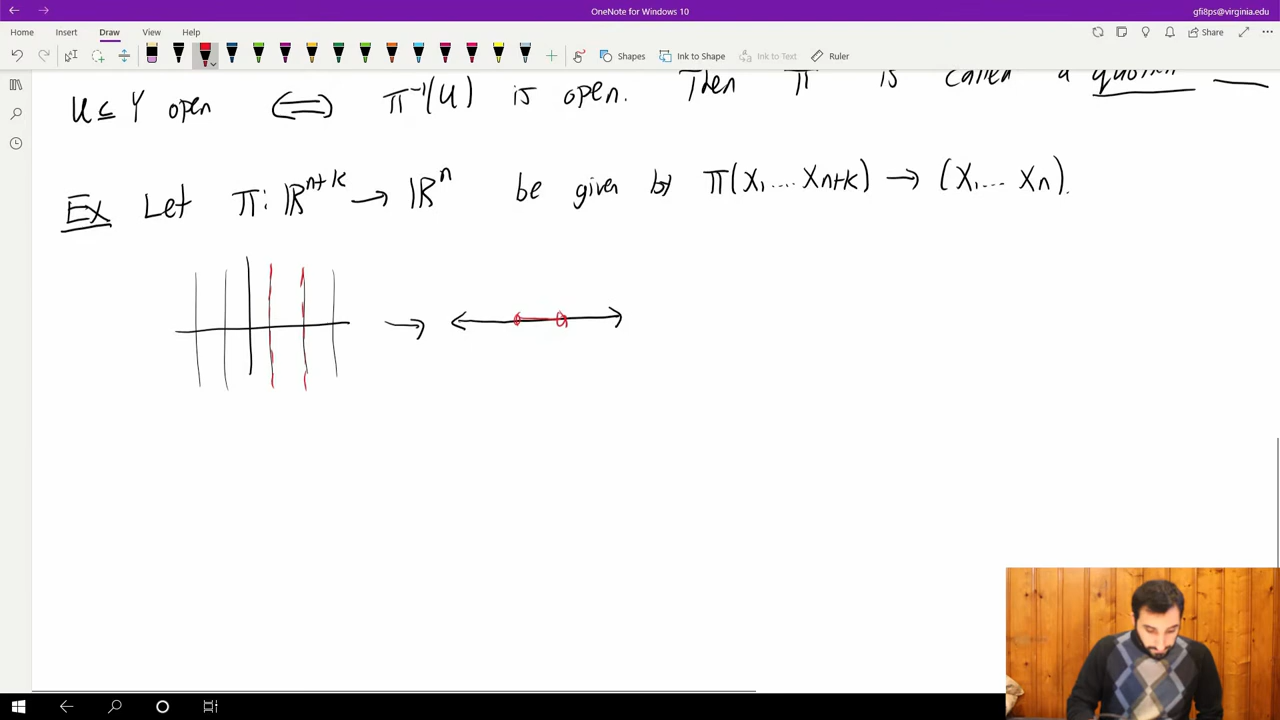 OneNote for Windows 10
gfi8ps@virginia.edu
Home Insert Draw View Help
Share
Shapes Ink to Shape Ink to Text Ruler
U ⊆ Y open ⟺ π⁻¹(U) is open. Then π is called a
Ex Let π: ℝⁿ⁺ᵏ → ℝⁿ be given by π(x₁ .... xₙ₊ₖ) → (x₁ ... xₙ).